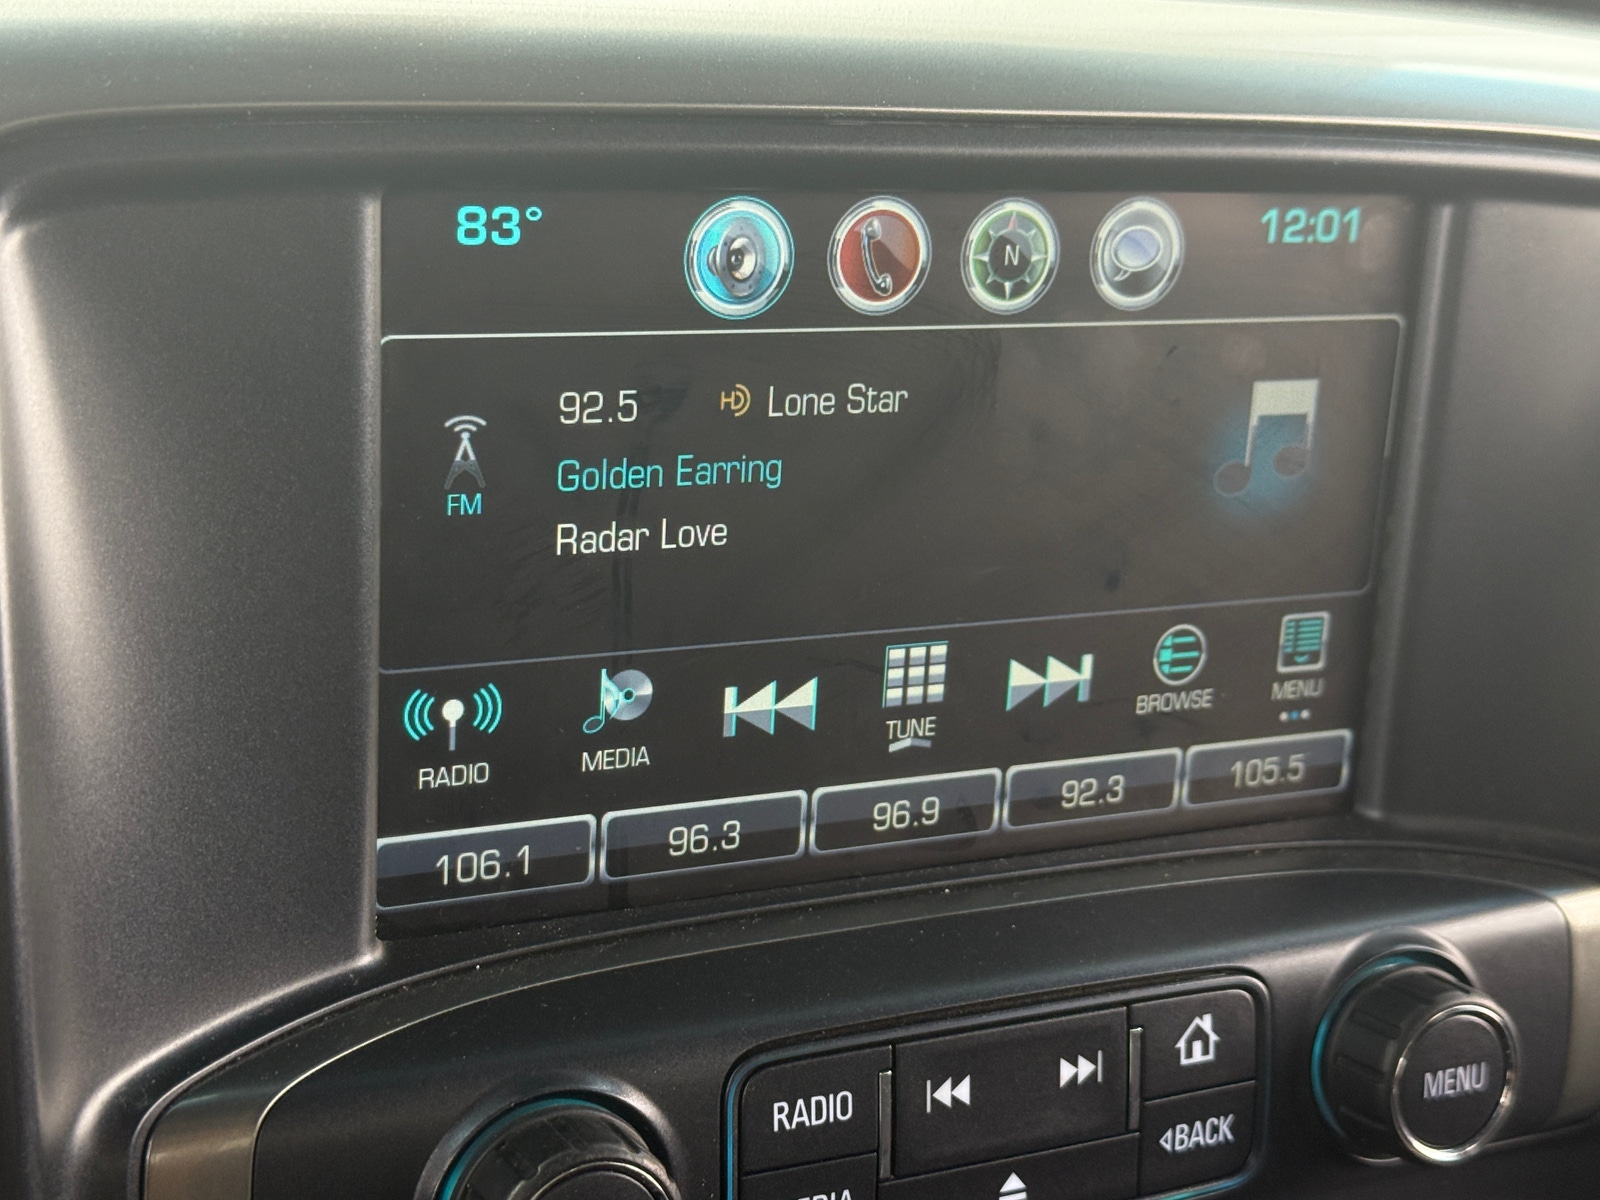 83° 12:01
N
92.5 HD Lone Star
Golden Earring
FM
Radar Love
RADIO MEDIA TUNE BROWSE MENU
106.1 96.3 96.9 92.3 105.5
RADIO
MENU
BACK